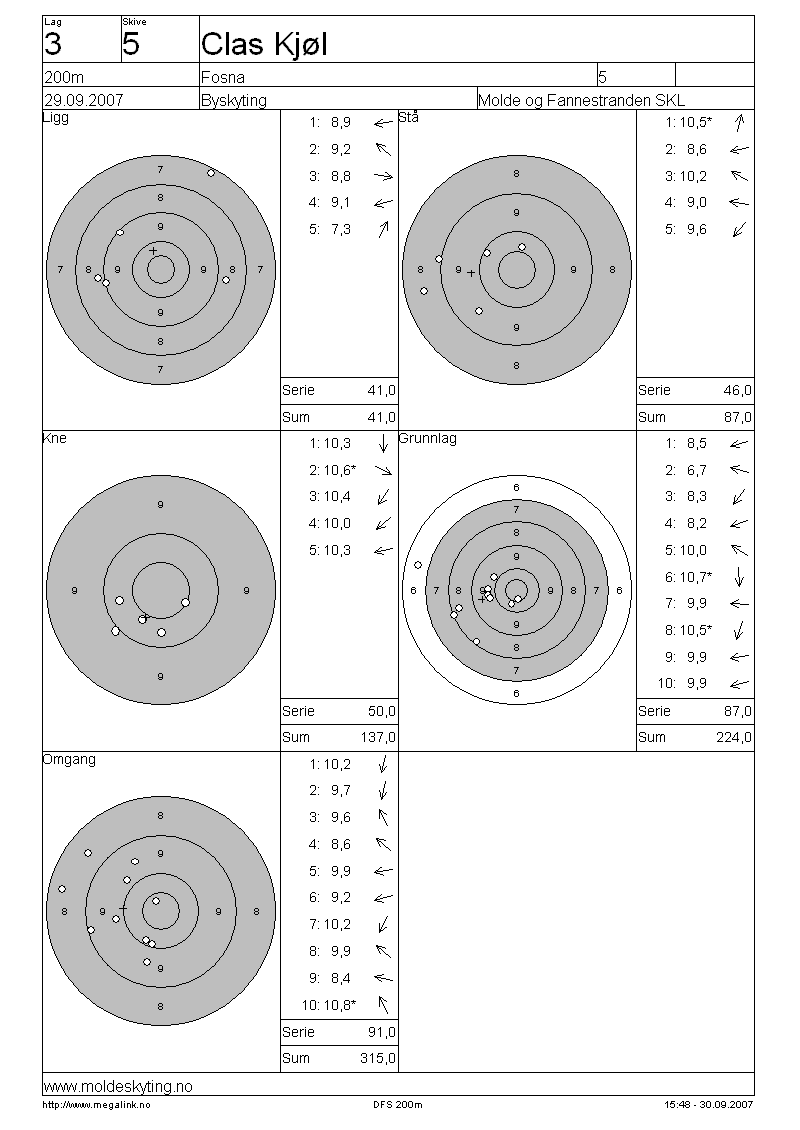 Lag Skive
3 5 Clas Kjøl
200m Fosna 5
29.09.2007 Byskyting Molde og Fannestranden SKL
Ligg
1: 8,9
2: 9,2
3: 8,8
4: 9,1
5: 7,3
7
8
9
7 8 9 9 8 7
9
8
7
Serie 41,0
Sum 41,0
Stå
1: 10,5*
2: 8,6
3: 10,2
4: 9,0
5: 9,6
8
9
8 9 9 8
9
8
Serie 46,0
Sum 87,0
Kne
1: 10,3
2: 10,6*
3: 10,4
4: 10,0
5: 10,3
9
9 9
9
Serie 50,0
Sum 137,0
Grunnlag
1: 8,5
2: 6,7
3: 8,3
4: 8,2
5: 10,0
6: 10,7*
7: 9,9
8: 10,5*
9: 9,9
10: 9,9
6
7
8
9
6 7 8 9 9 8 7 6
9
8
7
6
Serie 87,0
Sum 224,0
Omgang
1: 10,2
2: 9,7
3: 9,6
4: 8,6
5: 9,9
6: 9,2
7: 10,2
8: 9,9
9: 8,4
10: 10,8*
8
9
8 9 9 8
9
8
Serie 91,0
Sum 315,0
www.moldeskyting.no
http://www.megalink.no DFS 200m 15:48 - 30.09.2007